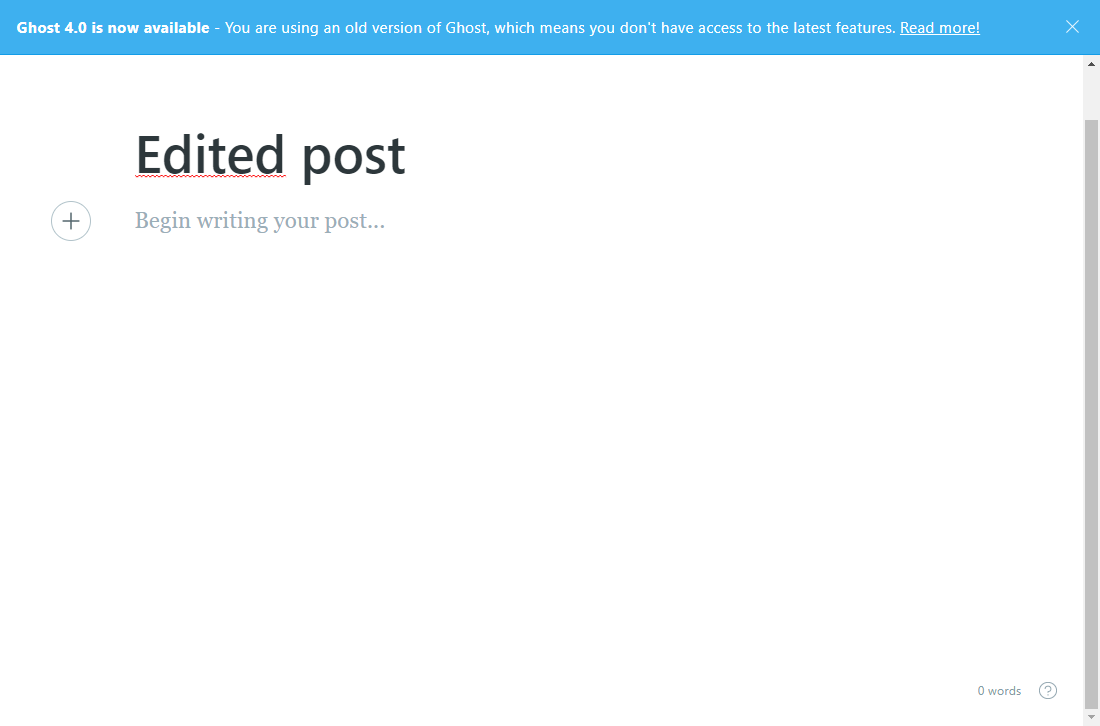 Ghost 4.0 is now available - You are using an old version of Ghost, which means you don't have access to the latest features. Read more!
Edited post
Begin writing your post...
0 words
?